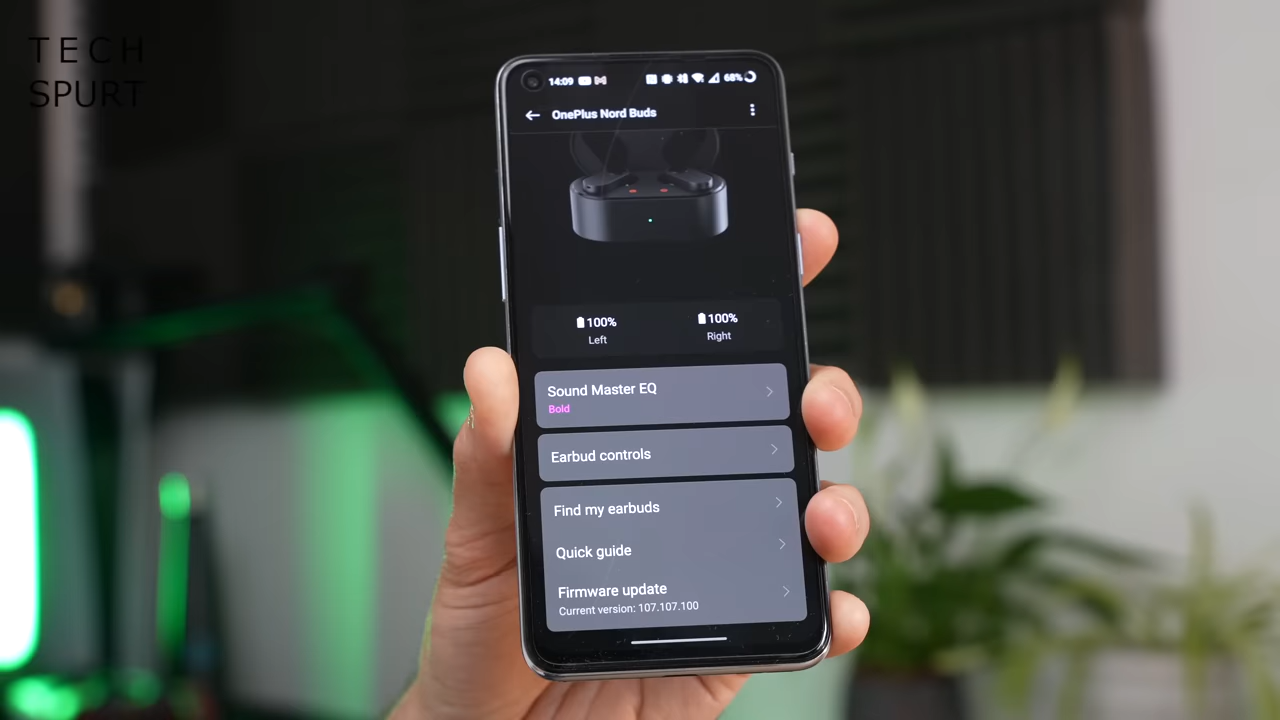 TECH
SPURT
14:09
68%
OnePlus Nord Buds
100%
Left
100%
Right
Sound Master EQ
Bold
Earbud controls
Find my earbuds
Quick guide
Firmware update
Current version: 107.107.100